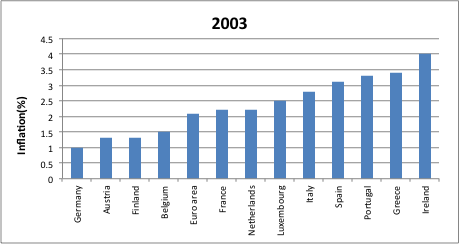 2003
Inflation(%)
4.5
4
3.5
3
2.5
2
1.5
1
0.5
0
Germany
Austria
Finland
Belgium
Euro area
France
Netherlands
Luxembourg
Italy
Spain
Portugal
Greece
Ireland